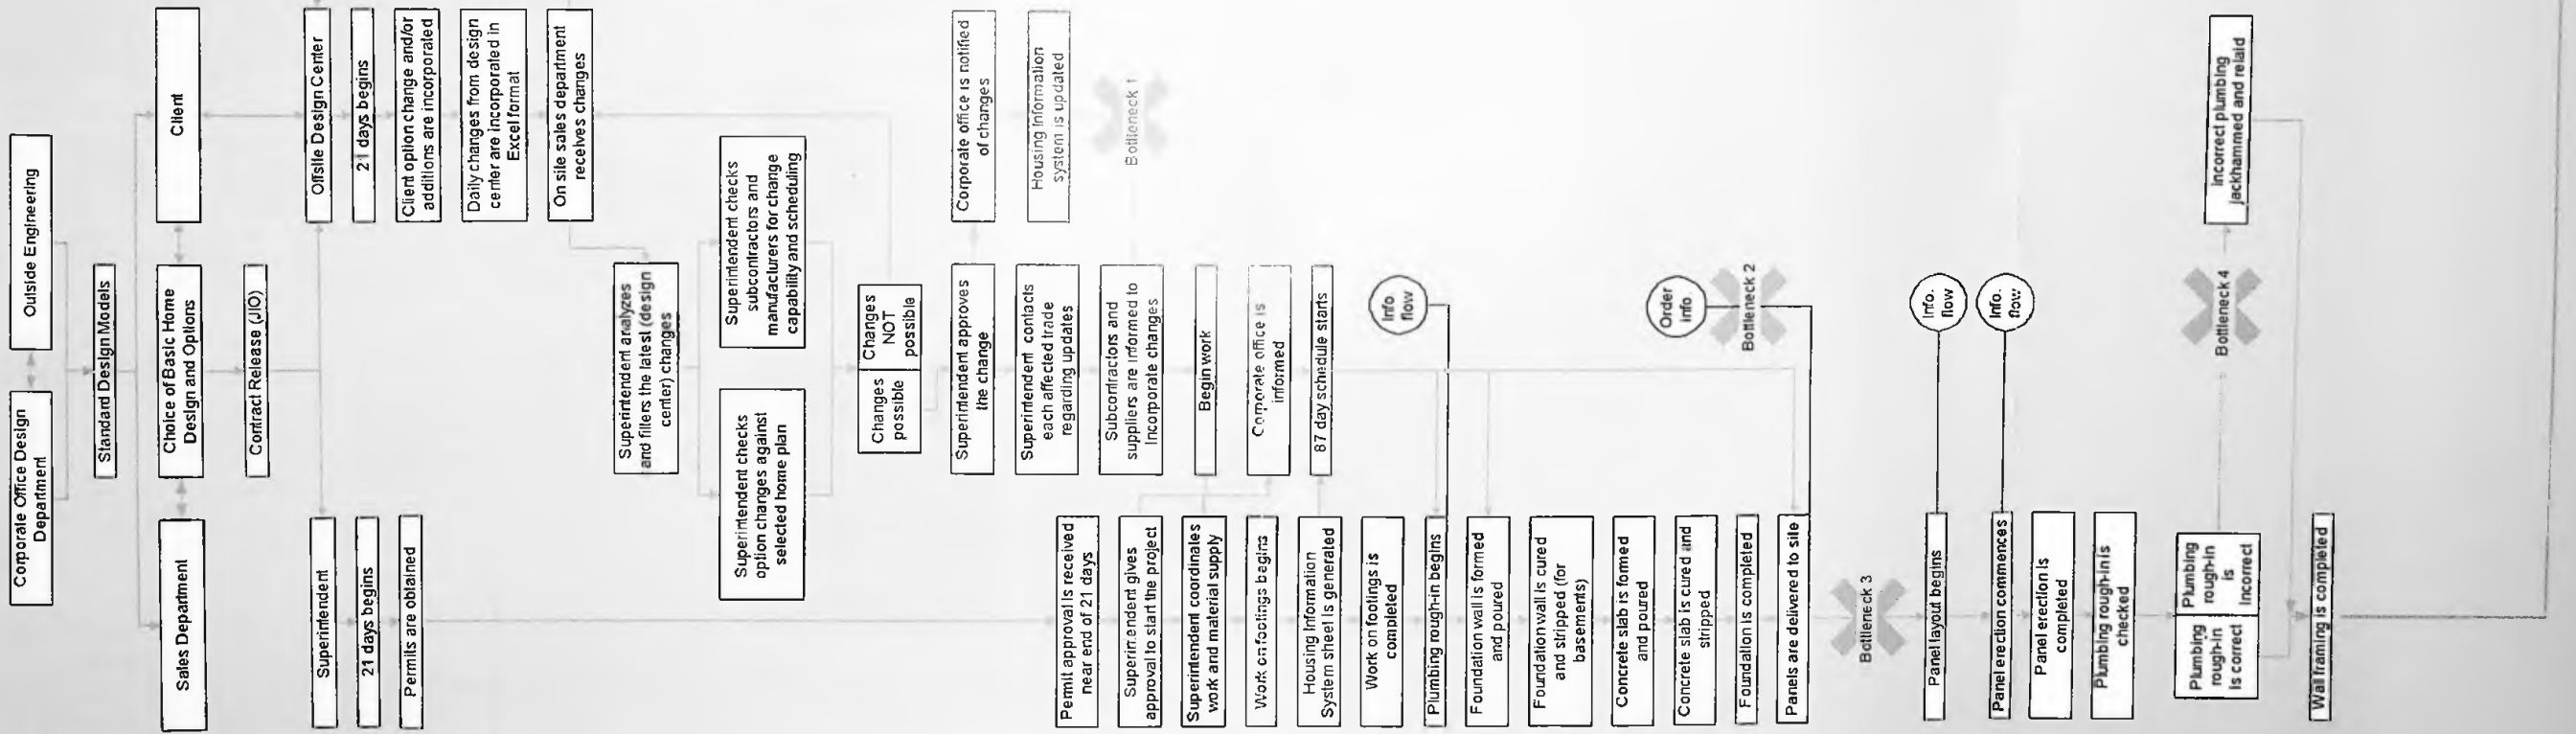 Corporate Office Design
Department
Outside Engineering
Standard Design Models
Sales Department
Choice of Basic Home
Design and Options
Client
Contract Release (JIO)
Superintendent
21 days begins
Permits are obtained
Offsite Design Center
21 days begins
Client option change and/or
additions are incorporated
Daily changes from design
center are incorporated in
Excel format
On site sales department
receives changes
Superintendent analyzes
and filters the latest (design
center) changes
Superintendent checks
option changes against
selected home plan
Superintendent checks
subcontractors and
manufacturers for change
capability and scheduling
Changes
possible
Changes
NOT
possible
Superintendent approves
the change
Corporate office is notified
of changes
Superintendent contacts
each affected trade
regarding updates
Housing Information
system is updated
Subcontractors and
suppliers are informed to
Incorporate changes
Bottleneck 1
Permit approval is received
near end of 21 days
Superintendent gives
approval to start the project
Superintendent coordinates
work and material supply
Begin work
Work on footings begins
Corporate office is
informed
Housing Information
System sheet is generated
87 day schedule starts
Work on footings is
completed
Plumbing rough-in begins
Info.
flow
Foundation wall is formed
and poured
Foundation wall is cured
and stripped (for
basements)
Concrete slab is formed
and poured
Concrete slab is cured and
stripped
Foundation is completed
Order
info.
Bottleneck 2
Panels are delivered to site
Bottleneck 3
Panel layout begins
Info.
flow
Panel erection commences
Info.
flow
Panel erection is
completed
Plumbing rough-in is
checked
Plumbing
rough-in
is correct
Plumbing
rough-in
is
incorrect
Bottleneck 4
Incorrect plumbing
jackhammed and relaid
Wall framing is completed